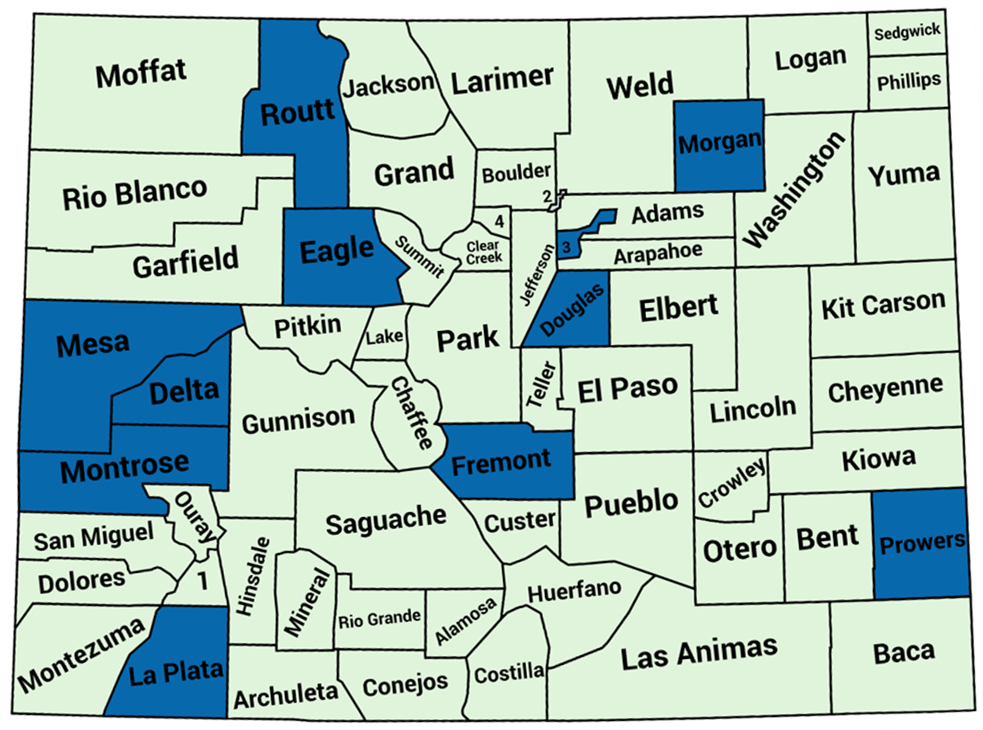 Moffat
Routt
Jackson
Larimer
Weld
Logan
Sedgwick
Phillips
Morgan
Rio Blanco
Grand
Boulder
2
Washington
Yuma
Garfield
Eagle
Summit
4
Clear
Creek
Jefferson
3
Adams
Arapahoe
Mesa
Pitkin
Lake
Park
Douglas
Elbert
Kit Carson
Delta
Gunnison
Chaffee
Teller
El Paso
Lincoln
Cheyenne
Montrose
Fremont
Pueblo
Crowley
Kiowa
San Miguel
Ouray
Saguache
Custer
Otero
Bent
Prowers
Dolores
1
Hinsdale
Mineral
Rio Grande
Alamosa
Huerfano
Montezuma
La Plata
Archuleta
Conejos
Costilla
Las Animas
Baca